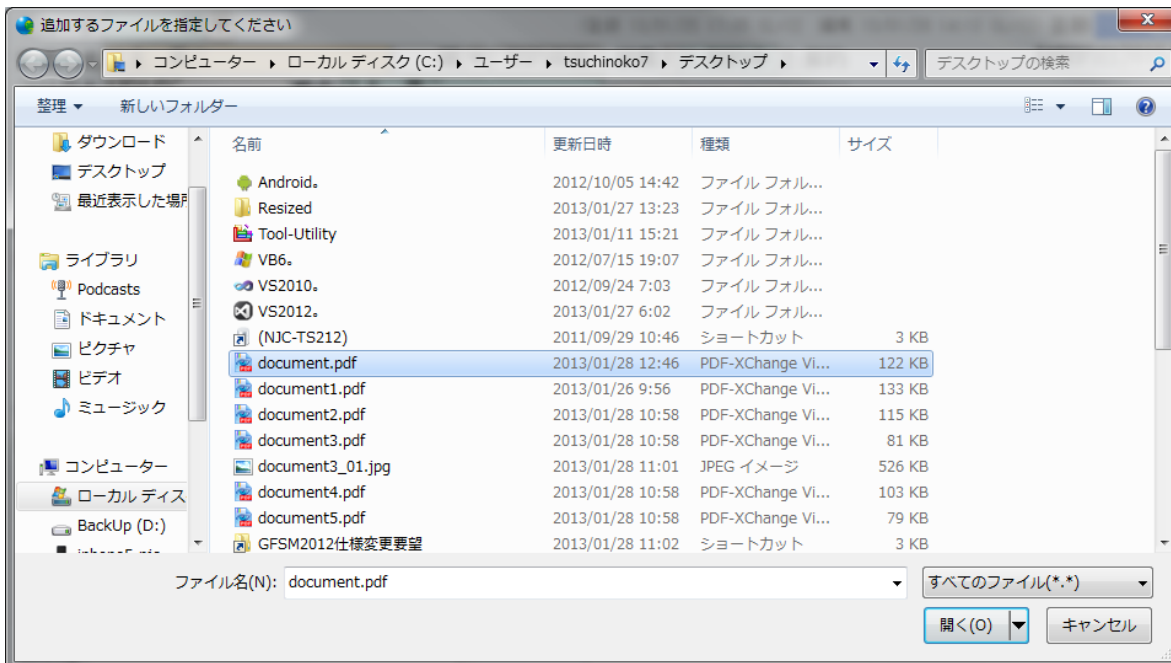 追加するファイルを指定してください
コンピューター ローカル ディスク (C:) ユーザー tsuchinoko7 デスクトップ デスクトップの検索
整理 新しいフォルダー
ダウンロード
デスクトップ
最近表示した場所
ライブラリ
Podcasts
ドキュメント
ピクチャ
ビデオ
ミュージック
コンピューター
ローカル ディス
BackUp (D:)
名前 更新日時 種類 サイズ
Android。 2012/10/05 14:42 ファイル フォル...
Resized 2013/01/27 13:23 ファイル フォル...
Tool-Utility 2013/01/11 15:21 ファイル フォル...
VB6。 2012/07/15 19:07 ファイル フォル...
VS2010。 2012/09/24 7:03 ファイル フォル...
VS2012。 2013/01/27 6:02 ファイル フォル...
(NJC-TS212) 2011/09/29 10:46 ショートカット 3 KB
document.pdf 2013/01/28 12:46 PDF-XChange Vi... 122 KB
document1.pdf 2013/01/26 9:56 PDF-XChange Vi... 133 KB
document2.pdf 2013/01/28 10:58 PDF-XChange Vi... 115 KB
document3.pdf 2013/01/28 10:58 PDF-XChange Vi... 81 KB
document3_01.jpg 2013/01/28 11:01 JPEG イメージ 526 KB
document4.pdf 2013/01/28 10:58 PDF-XChange Vi... 103 KB
document5.pdf 2013/01/28 10:58 PDF-XChange Vi... 79 KB
GFSM2012仕様変更要望 2013/01/28 11:02 ショートカット 3 KB
ファイル名(N): document.pdf すべてのファイル(*.*)
開く(O) キャンセル